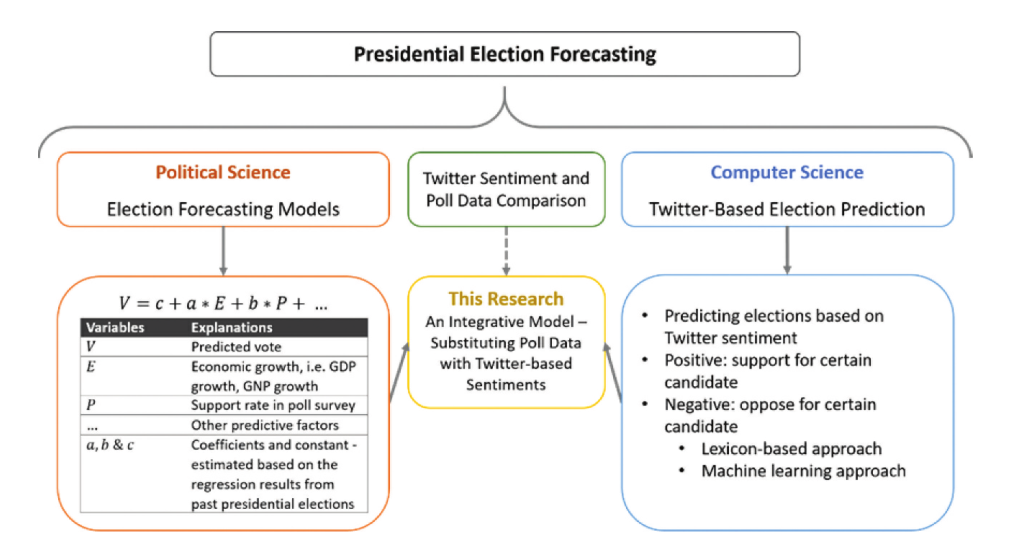 Presidential Election Forecasting
Political Science
Election Forecasting Models
Twitter Sentiment and
Poll Data Comparison
Computer Science
Twitter-Based Election Prediction
V = c + a * E + b * P + ...
Variables Explanations
V Predicted vote
E Economic growth, i.e. GDP
growth, GNP growth
P Support rate in poll survey
... Other predictive factors
a, b & c Coefficients and constant -
estimated based on the
regression results from
past presidential elections
This Research
An Integrative Model –
Substituting Poll Data
with Twitter-based
Sentiments
• Predicting elections based on
Twitter sentiment
• Positive: support for certain
candidate
• Negative: oppose for certain
candidate
• Lexicon-based approach
• Machine learning approach